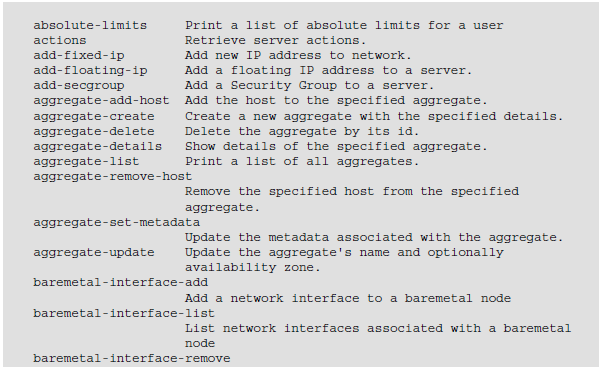 absolute-limits Print a list of absolute limits for a user
actions Retrieve server actions.
add-fixed-ip Add new IP address to network.
add-floating-ip Add a floating IP address to a server.
add-secgroup Add a Security Group to a server.
aggregate-add-host Add the host to the specified aggregate.
aggregate-create Create a new aggregate with the specified details.
aggregate-delete Delete the aggregate by its id.
aggregate-details Show details of the specified aggregate.
aggregate-list Print a list of all aggregates.
aggregate-remove-host
Remove the specified host from the specified
aggregate.
aggregate-set-metadata
Update the metadata associated with the aggregate.
aggregate-update Update the aggregate's name and optionally
availability zone.
baremetal-interface-add
Add a network interface to a baremetal node
baremetal-interface-list
List network interfaces associated with a baremetal
node
baremetal-interface-remove